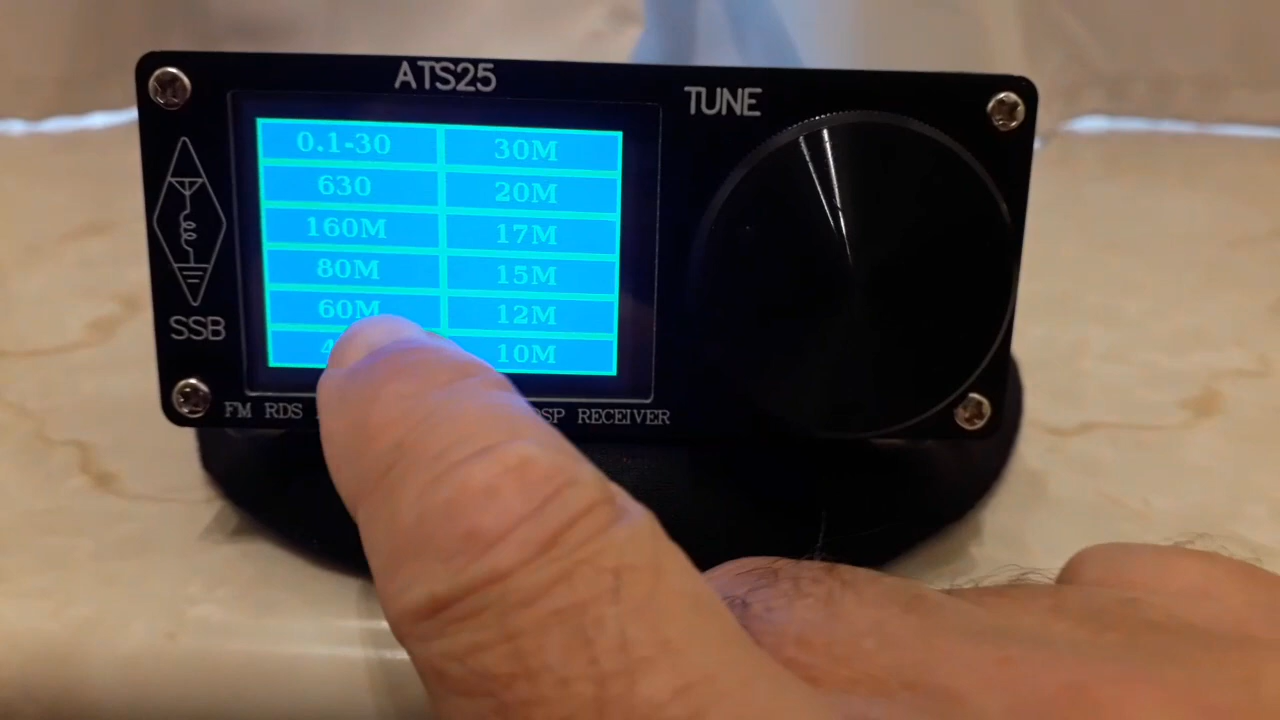 ATS25
TUNE
0.1-30 30M
630 20M
160M 17M
80M 15M
60M 12M
10M
SSB
FM RDS DSP RECEIVER